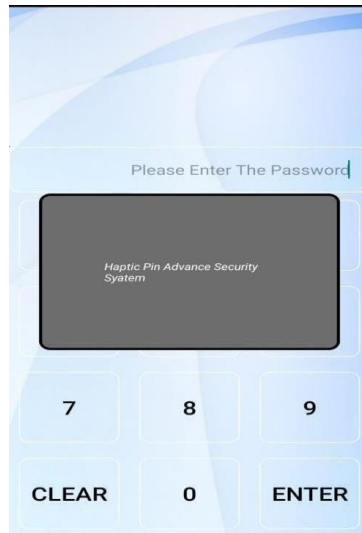 Please Enter The Password
Haptic Pin Advance Security
Syatem
7 8 9
CLEAR 0 ENTER